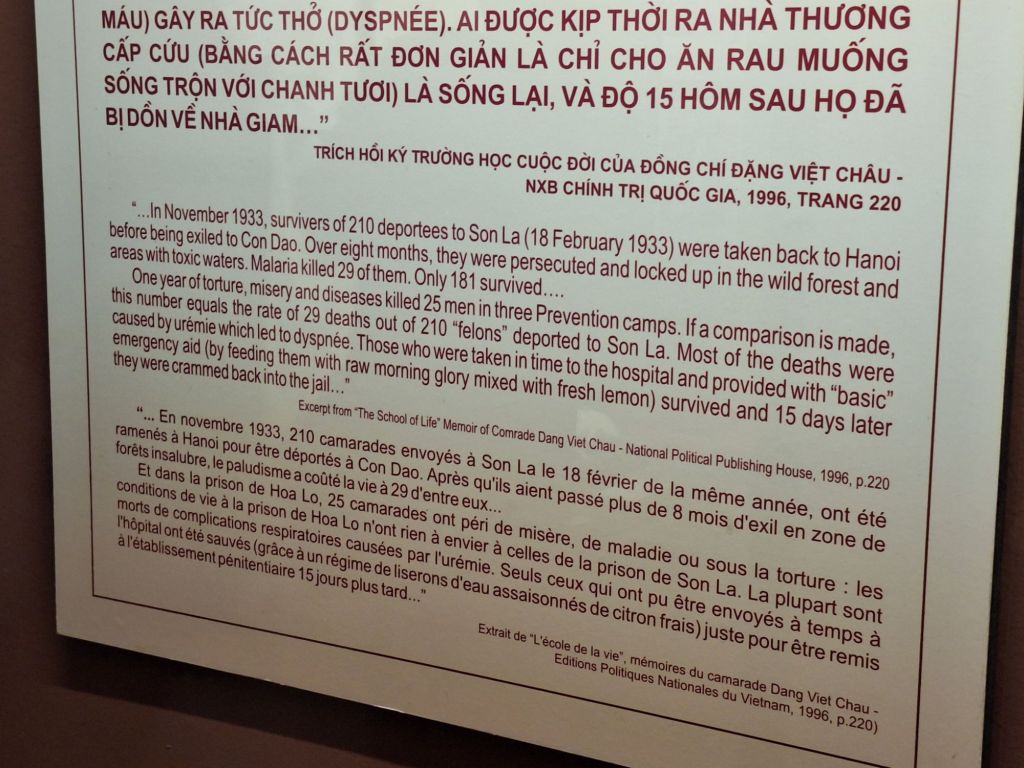 MÁU) GÂY RA TỨC THỞ (DYSPNÉE). AI ĐƯỢC KỊP THỜI RA NHÀ THƯƠNG
CẤP CỨU (BẰNG CÁCH RẤT ĐƠN GIẢN LÀ CHỈ CHO ĂN RAU MUỐNG
SỐNG TRỘN VỚI CHANH TƯƠI) LÀ SỐNG LẠI, VÀ ĐỘ 15 HÔM SAU HỌ ĐÃ
BỊ DỒN VỀ NHÀ GIAM..."
TRÍCH HỒI KÝ TRƯỜNG HỌC CUỘC ĐỜI CỦA ĐỒNG CHÍ ĐẶNG VIỆT CHÂU -
NXB CHÍNH TRỊ QUỐC GIA, 1996, TRANG 220
"...In November 1933, survivers of 210 deportees to Son La (18 February 1933) were taken back to Hanoi
before being exiled to Con Dao. Over eight months, they were persecuted and locked up in the wild forest and
areas with toxic waters. Malaria killed 29 of them. Only 181 survived....
One year of torture, misery and diseases killed 25 men in three Prevention camps. If a comparison is made,
this number equals the rate of 29 deaths out of 210 "felons" deported to Son La. Most of the deaths were
caused by urémie which led to dyspnée. Those who were taken in time to the hospital and provided with "basic"
emergency aid (by feeding them with raw morning glory mixed with fresh lemon) survived and 15 days later
they were crammed back into the jail..."
Excerpt from "The School of Life" Memoir of Comrade Dang Viet Chau - National Political Publishing House, 1996, p.220
"... En novembre 1933, 210 camarades envoyés à Son La le 18 février de la même année, ont été
ramenés à Hanoi pour être déportés à Con Dao. Après qu'ils aient passé plus de 8 mois d'exil en zone de
forêts insalubre, le paludisme a coûté la vie à 29 d'entre eux...
Et dans la prison de Hoa Lo, 25 camarades ont péri de misère, de maladie ou sous la torture : les
conditions de vie à la prison de Hoa Lo n'ont rien à envier à celles de la prison de Son La. La plupart sont
morts de complications respiratoires causées par l'urémie. Seuls ceux qui ont pu être envoyés à temps à
l'hôpital ont été sauvés (grâce à un régime de liserons d'eau assaisonnés de citron frais) juste pour être remis
à l'établissement pénitentiaire 15 jours plus tard..."
Extrait de "L'école de la vie", mémoires du camarade Dang Viet Chau -
Editions Politiques Nationales du Vietnam, 1996, p.220)